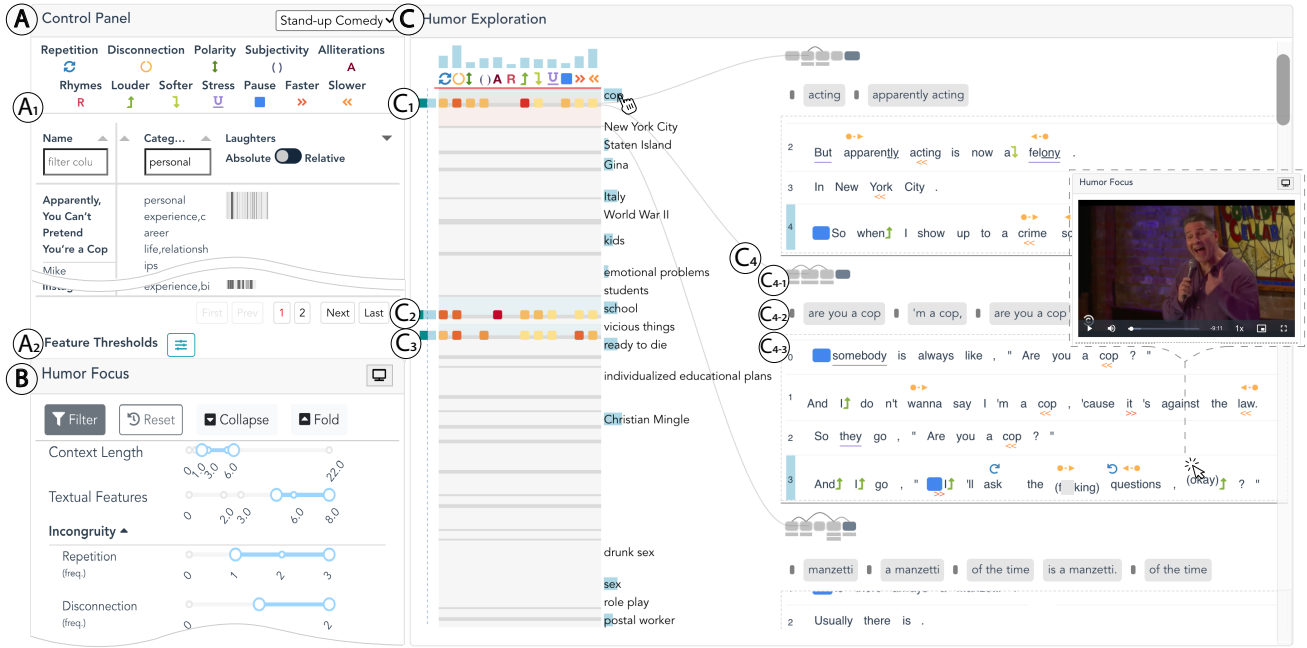 A Control Panel
Stand-up Comedy
C Humor Exploration
Repetition Disconnection Polarity Subjectivity Alliterations
( ) A
Rhymes Louder Softer Stress Pause Faster Slower
R U >> <<
A1
Name Categ... Laughters
filter colu personal Absolute Relative
Apparently,
You Can't
Pretend
You're a Cop
personal
experience,c
areer
life,relationsh
ips
Mike
experience,bi
First Prev 1 2 Next Last
A2 Feature Thresholds
B Humor Focus
Filter Reset Collapse Fold
Context Length
0 1.0 3.0 6.0 22.0
Textual Features
0 2.0 3.0 6.0 8.0
Incongruity
Repetition
(freq.)
0 1 2 3
Disconnection
(freq.)
0 2
( ) A R U >> <<
C1
cop
New York City
Staten Island
Gina
Italy
World War II
kids
emotional problems
students
school
C2
vicious things
C3
ready to die
individualized educational plans
Christian Mingle
drunk sex
sex
role play
postal worker
acting apparently acting
2 But apparently acting is now a felony .
<<
3 In New York City .
<<
4 So when I show up to a crime
<<
C4
C4-1
C4-2
are you a cop 'm a cop, are you a cop
C4-3
0 somebody is always like , " Are you a cop ? "
<<
1 And I do n't wanna say I 'm a cop , 'cause it 's against the law.
<< >> <<
2 So they go , " Are you a cop ? "
<<
3 And I go , " I 'll ask the (f king) questions , (okay) ? "
>>
Humor Focus
-9:11 1x
manzetti a manzetti of the time is a manzetti. of the time
2 Usually there is .